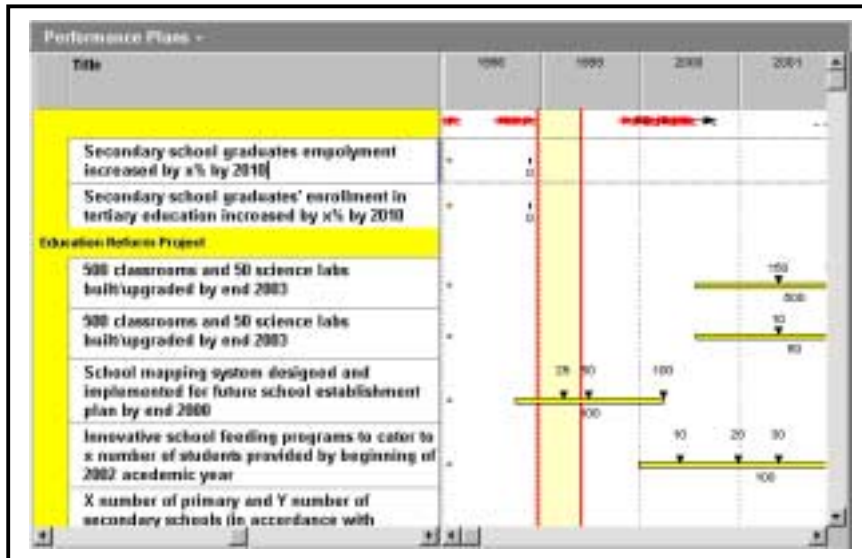 Performance Plans
Title
1998 1999 2000 2001
Secondary school graduates empolyment
increased by x% by 2010
Secondary school graduates' enrollment in
tertiary education increased by x% by 2010
Education Reform Project
500 classrooms and 50 science labs
built/upgraded by end 2003
150
500
500 classrooms and 50 science labs
built/upgraded by end 2003
10
50
School mapping system designed and
implemented for future school establishment
plan by end 2000
25 50 100
100
Innovative school feeding programs to cater to
x number of students provided by beginning of
2002 acedemic year
10 20 30
100
X number of primary and Y number of
secondary schools (in accordance with